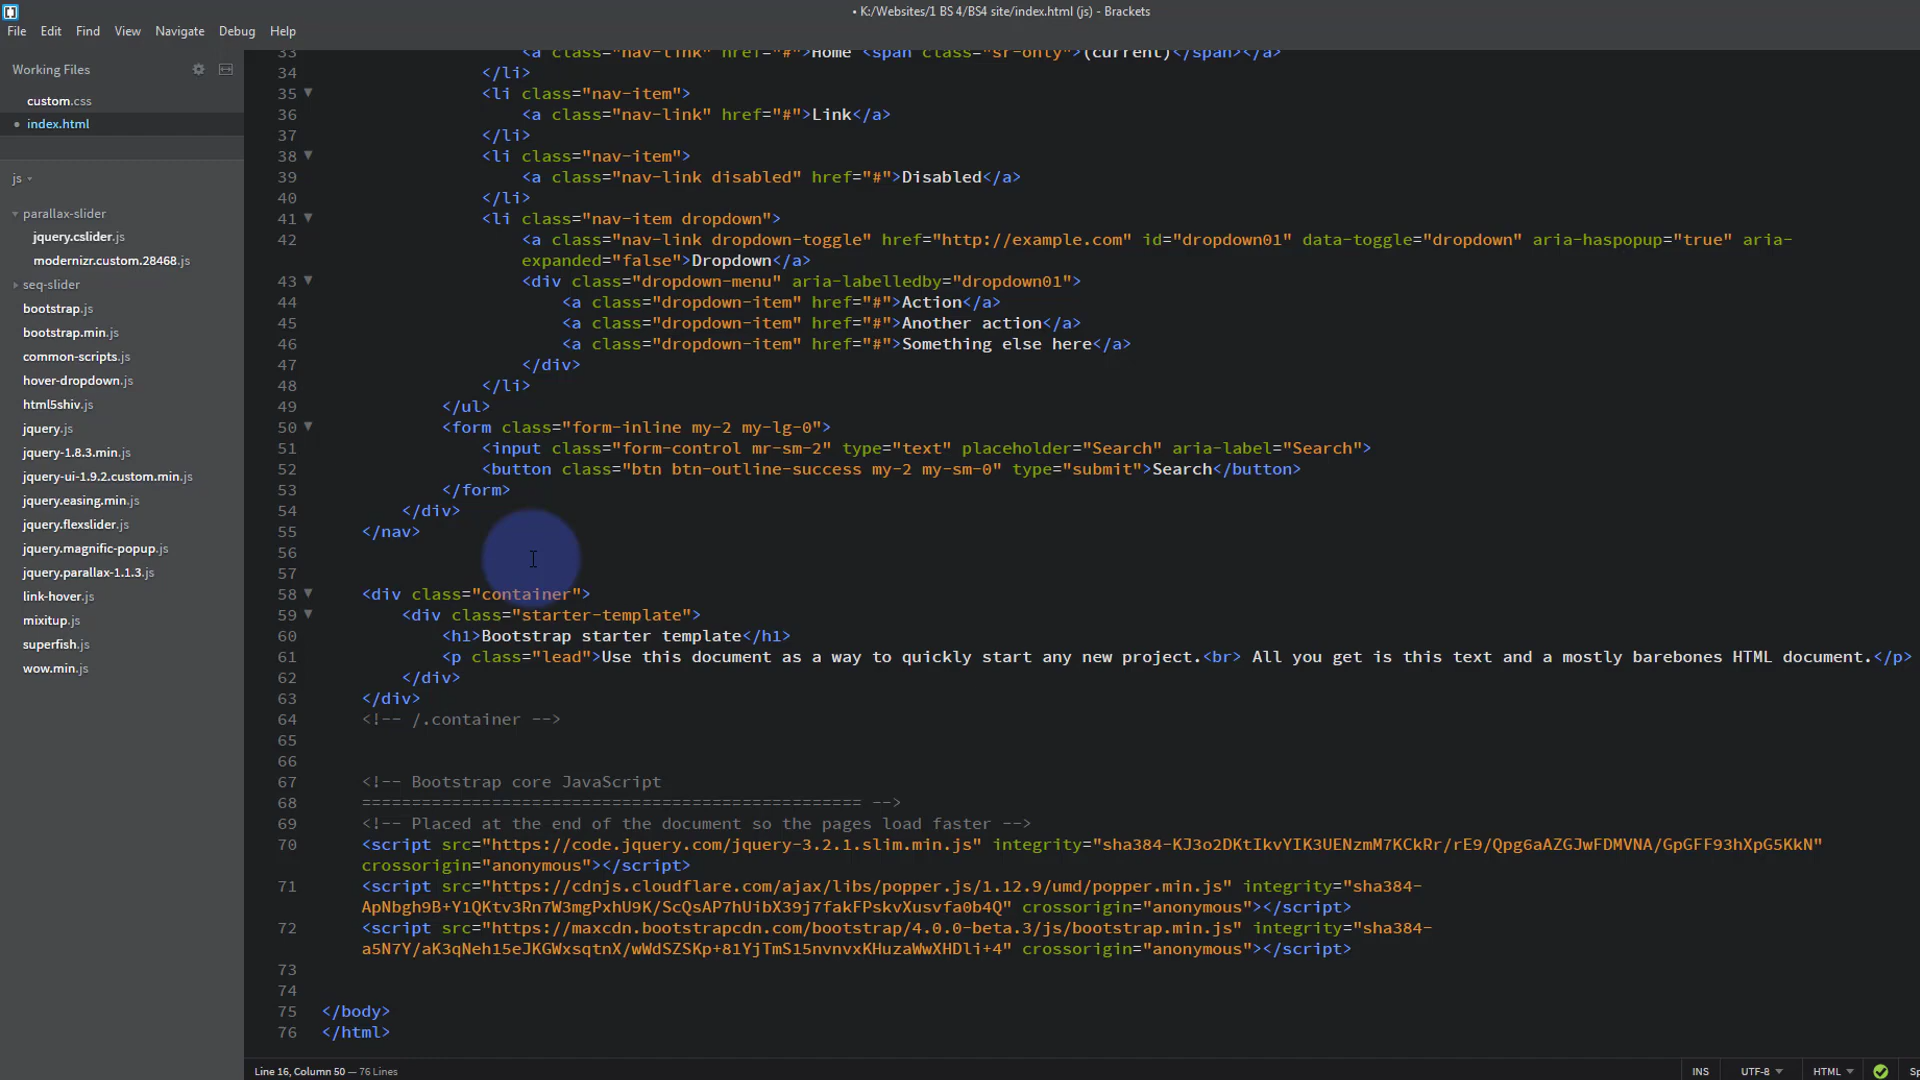 • K:/Websites/1 BS 4/BS4 site/index.html (js) - Brackets
File Edit Find View Navigate Debug Help
Working Files
custom.css
• index.html
js
parallax-slider
jquery.cslider.js
modernizr.custom.28468.js
seq-slider
bootstrap.js
bootstrap.min.js
common-scripts.js
hover-dropdown.js
html5shiv.js
jquery.js
jquery-1.8.3.min.js
jquery-ui-1.9.2.custom.min.js
jquery.easing.min.js
jquery.flexslider.js
jquery.magnific-popup.js
jquery.parallax-1.1.3.js
link-hover.js
mixitup.js
superfish.js
wow.min.js
33 <a class="nav-link" href="#">Home <span class="sr-only">(current)</span></a>
34 </li>
35 <li class="nav-item">
36 <a class="nav-link" href="#">Link</a>
37 </li>
38 <li class="nav-item">
39 <a class="nav-link disabled" href="#">Disabled</a>
40 </li>
41 <li class="nav-item dropdown">
42 <a class="nav-link dropdown-toggle" href="http://example.com" id="dropdown01" data-toggle="dropdown" aria-haspopup="true" aria-
expanded="false">Dropdown</a>
43 <div class="dropdown-menu" aria-labelledby="dropdown01">
44 <a class="dropdown-item" href="#">Action</a>
45 <a class="dropdown-item" href="#">Another action</a>
46 <a class="dropdown-item" href="#">Something else here</a>
47 </div>
48 </li>
49 </ul>
50 <form class="form-inline my-2 my-lg-0">
51 <input class="form-control mr-sm-2" type="text" placeholder="Search" aria-label="Search">
52 <button class="btn btn-outline-success my-2 my-sm-0" type="submit">Search</button>
53 </form>
54 </div>
55 </nav>
56
57
58 <div class="container">
59 <div class="starter-template">
60 <h1>Bootstrap starter template</h1>
61 <p class="lead">Use this document as a way to quickly start any new project.<br> All you get is this text and a mostly barebones HTML document.</p>
62 </div>
63 </div>
64 <!-- /.container -->
65
66
67 <!-- Bootstrap core JavaScript
68 ================================================== -->
69 <!-- Placed at the end of the document so the pages load faster -->
70 <script src="https://code.jquery.com/jquery-3.2.1.slim.min.js" integrity="sha384-KJ3o2DKtIkvYIK3UENzmM7KCkRr/rE9/Qpg6aAZGJwFDMVNA/GpGFF93hXpG5KkN"
crossorigin="anonymous"></script>
71 <script src="https://cdnjs.cloudflare.com/ajax/libs/popper.js/1.12.9/umd/popper.min.js" integrity="sha384-
ApNbgh9B+Y1QKtv3Rn7W3mgPxhU9K/ScQsAP7hUibX39j7fakFPskvXusvfa0b4Q" crossorigin="anonymous"></script>
72 <script src="https://maxcdn.bootstrapcdn.com/bootstrap/4.0.0-beta.3/js/bootstrap.min.js" integrity="sha384-
a5N7Y/aK3qNeh15eJKGWxsqtnX/wWdSZSKp+81YjTmS15nvnvxKHuzaWwXHDli+4" crossorigin="anonymous"></script>
73
74
75 </body>
76 </html>
Line 16, Column 50 — 76 Lines
INS UTF-8 HTML Sp